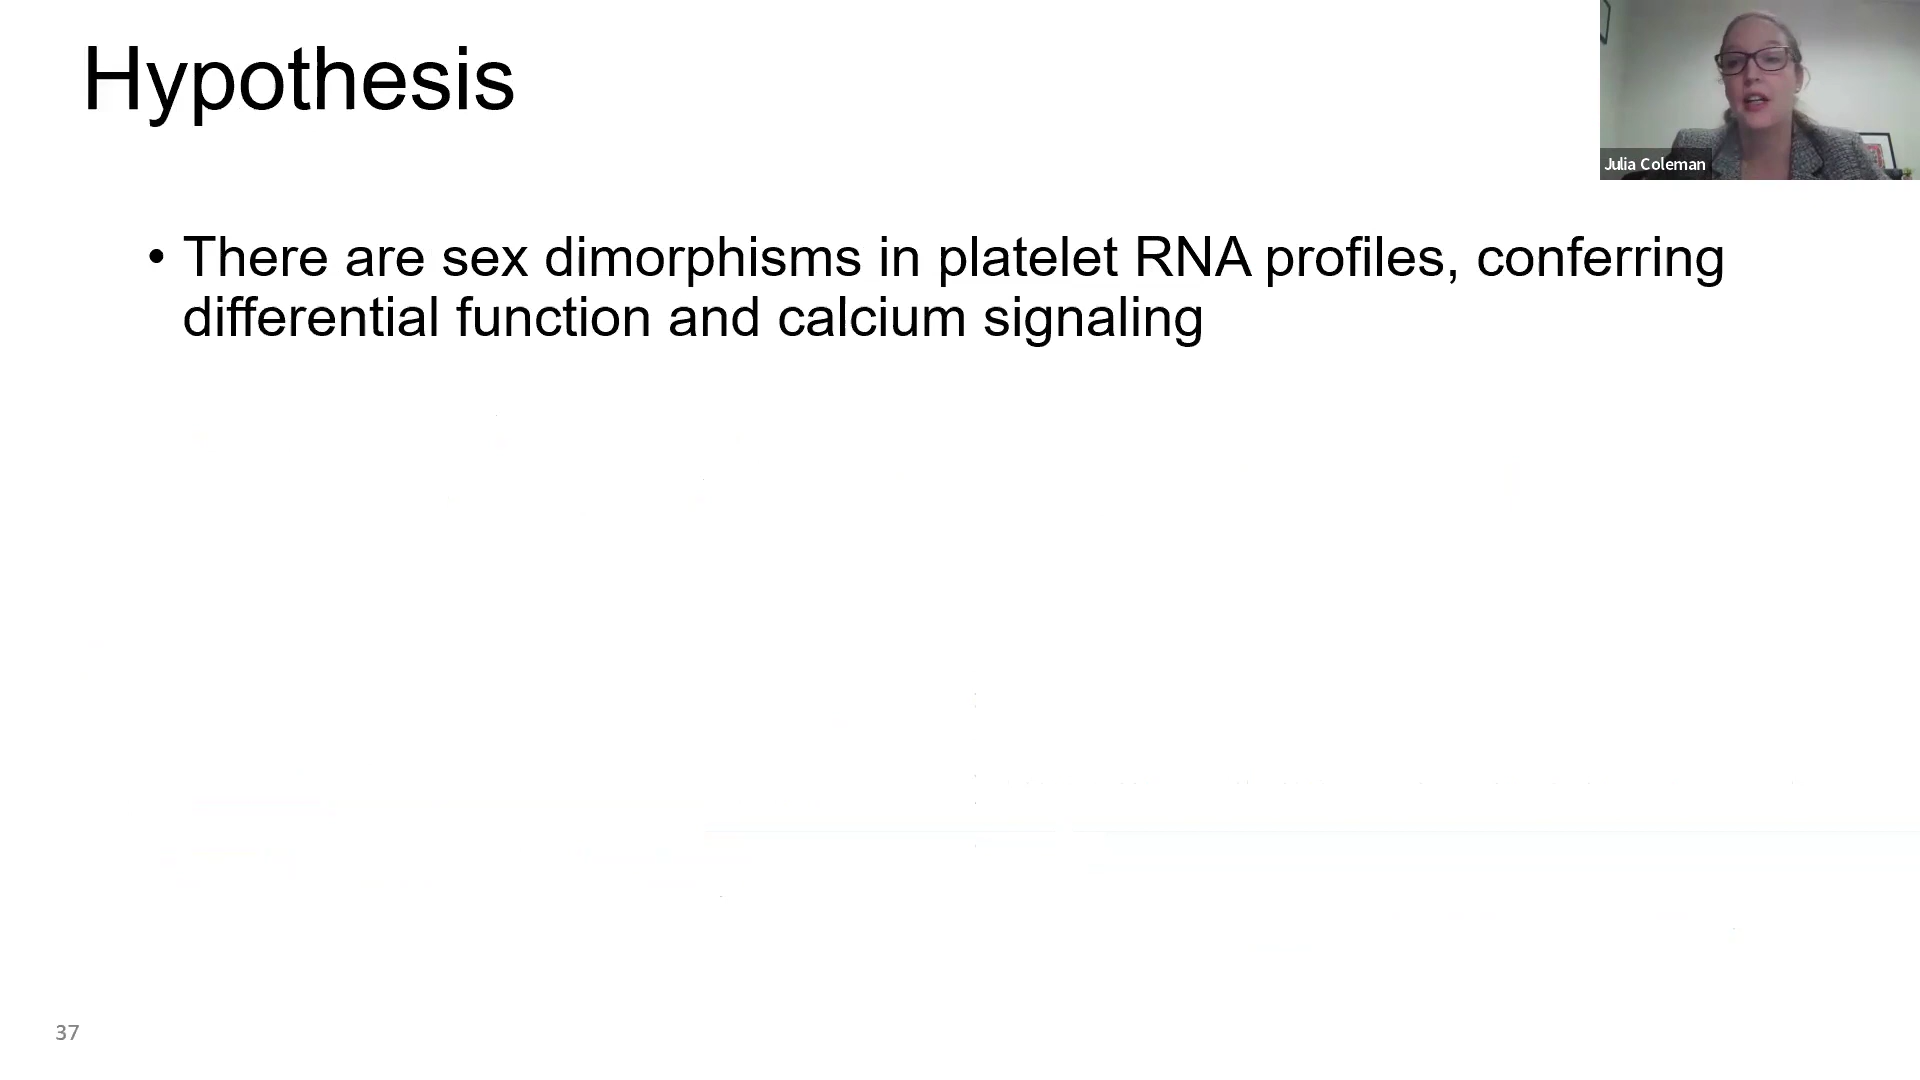 Hypothesis
Julia Coleman
• There are sex dimorphisms in platelet RNA profiles, conferring
differential function and calcium signaling
37